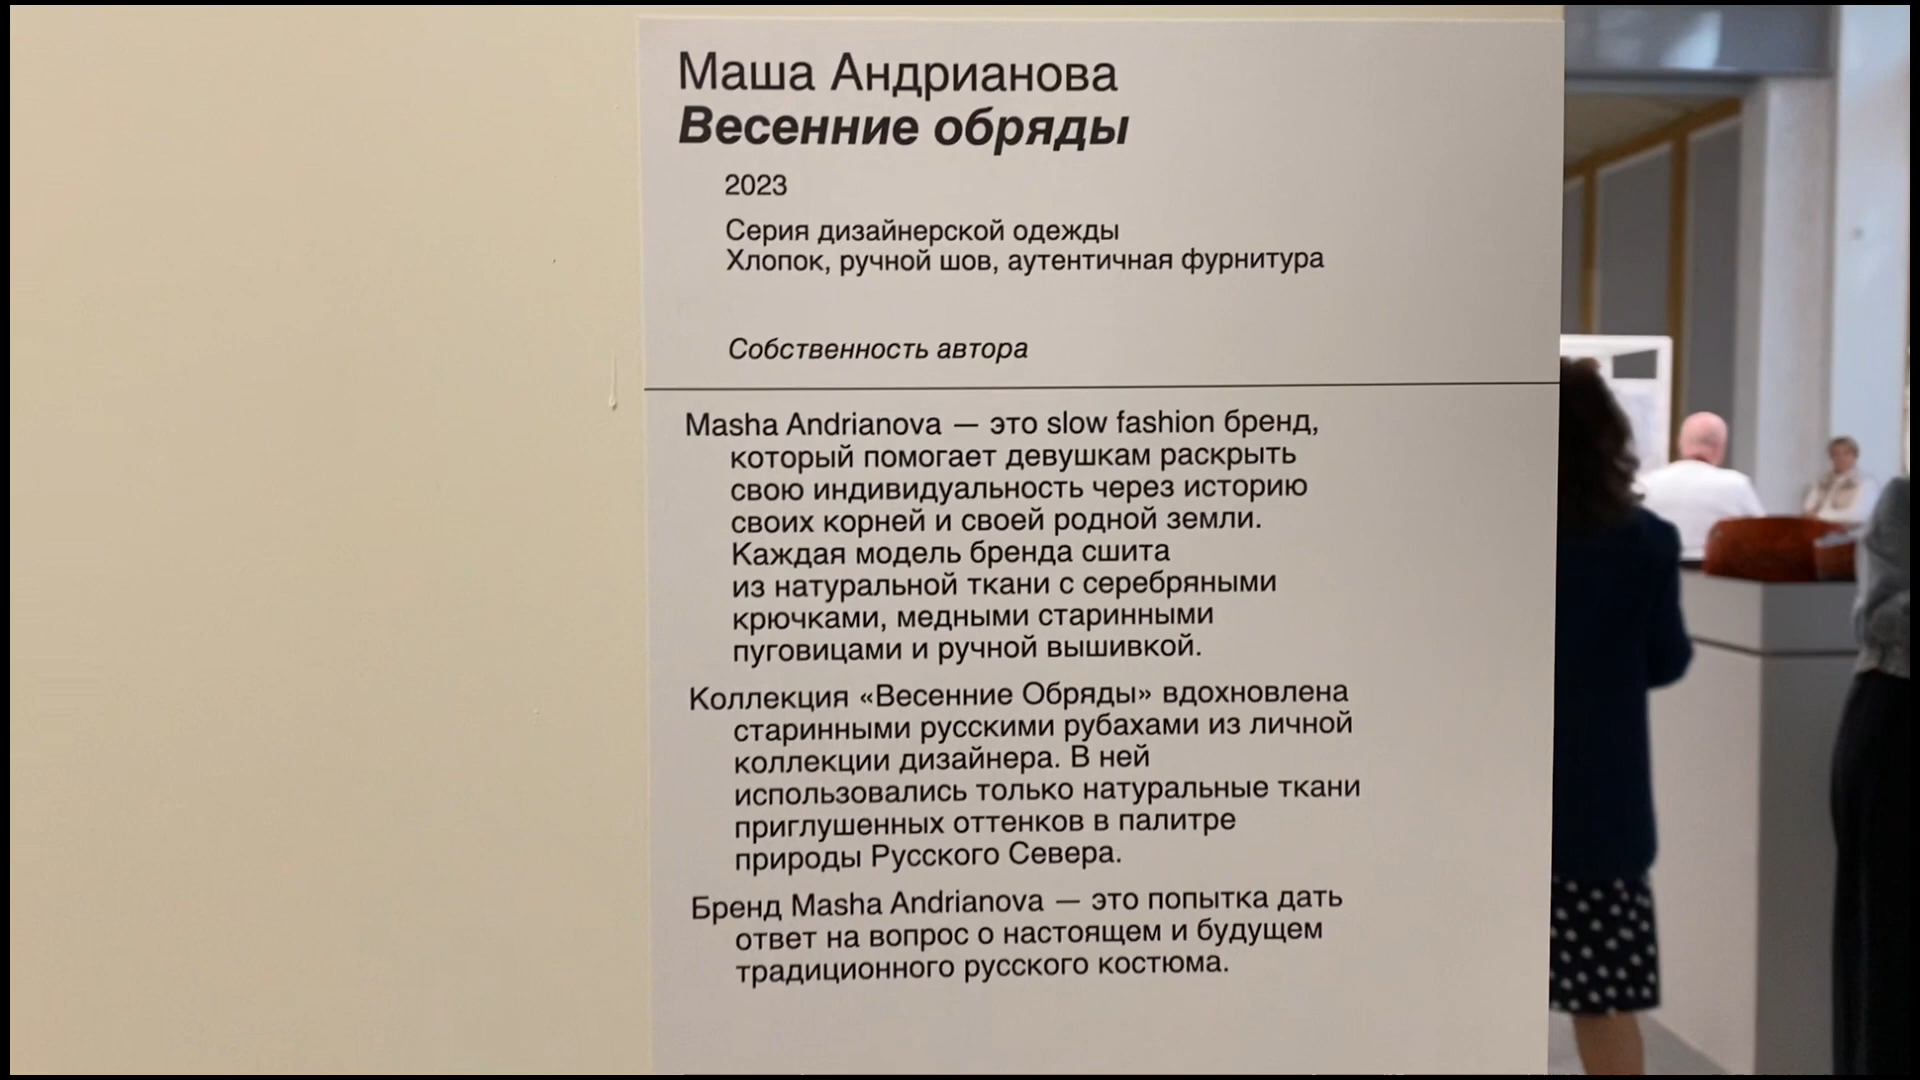 Маша Андрианова
Весенние обряды
2023
Серия дизайнерской одежды
Хлопок, ручной шов, аутентичная фурнитура
Собственность автора
Masha Andrianova — это slow fashion бренд,
который помогает девушкам раскрыть
свою индивидуальность через историю
своих корней и своей родной земли.
Каждая модель бренда сшита
из натуральной ткани с серебряными
крючками, медными старинными
пуговицами и ручной вышивкой.
Коллекция «Весенние Обряды» вдохновлена
старинными русскими рубахами из личной
коллекции дизайнера. В ней
использовались только натуральные ткани
приглушенных оттенков в палитре
природы Русского Севера.
Бренд Masha Andrianova — это попытка дать
ответ на вопрос о настоящем и будущем
традиционного русского костюма.